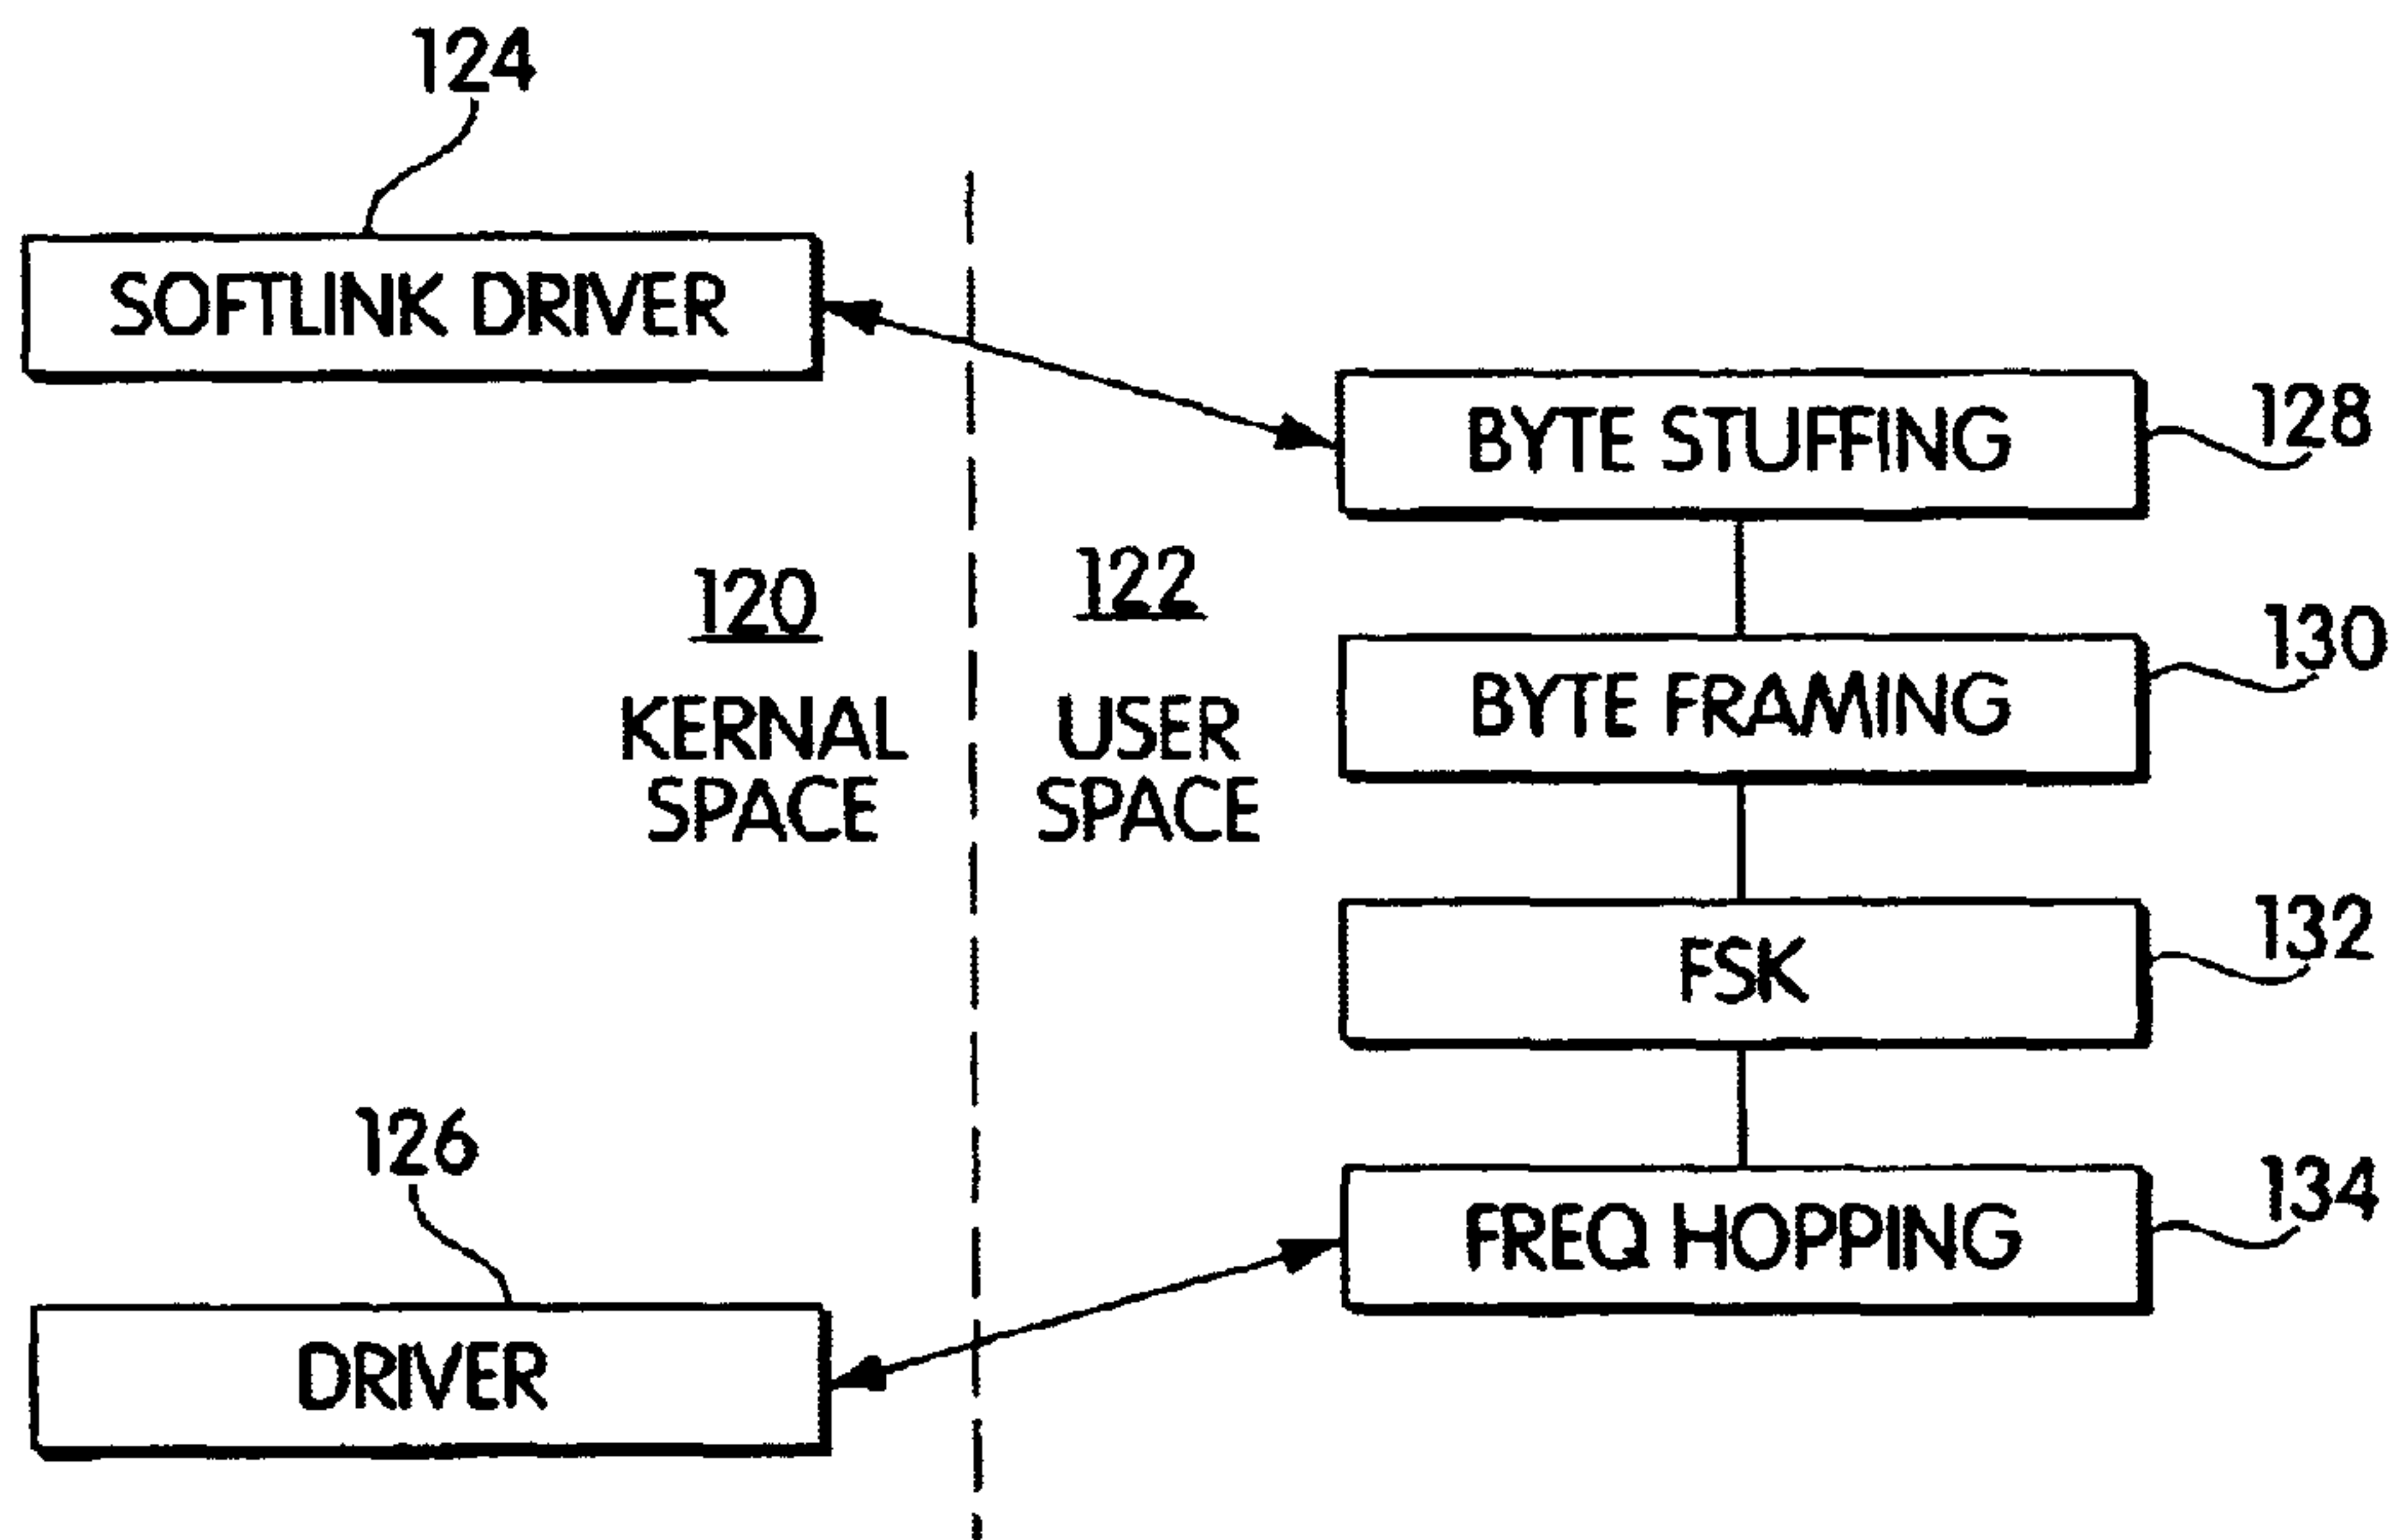 124
SOFTLINK DRIVER
BYTE STUFFING
128
120
122
KERNAL
SPACE
USER
SPACE
BYTE FRAMING
130
FSK
132
126
DRIVER
FREQ HOPPING
134